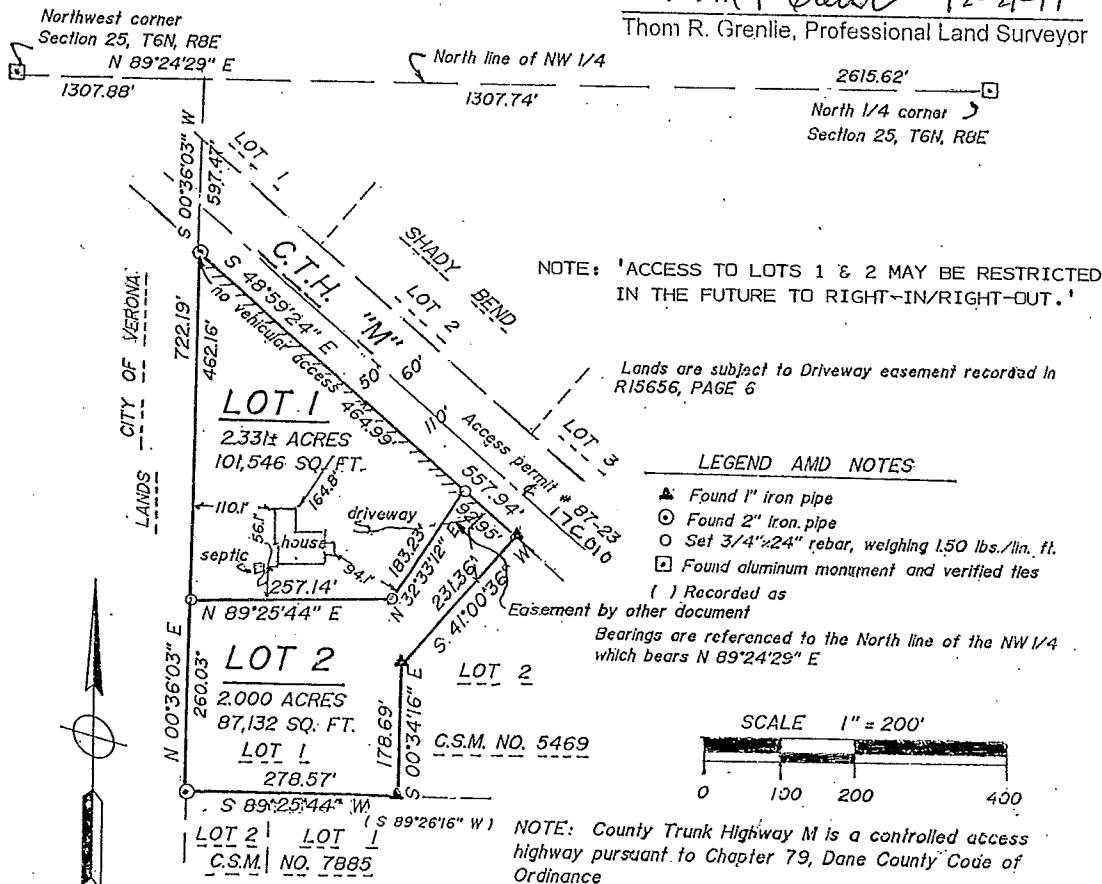 12-21-11
Thom R. Grenlie, Professional Land Surveyor
Northwest corner
Section 25, T6N, R8E
N 89°24'29" E
1307.88'
North line of NW 1/4
1307.74'
2615.62'
North 1/4 corner
Section 25, T6N, R8E
S 00°36'03" W
597.47'
LOT 1
SHADY
BEND
C.T.H.
"M"
LOT 2
LOT 3
S 48°59'24" E
no vehicular access
464.99'
50'
60'
110'
557.94'
92.95'
Access permit # 87-23
17C010
NOTE: 'ACCESS TO LOTS 1 & 2 MAY BE RESTRICTED
IN THE FUTURE TO RIGHT-IN/RIGHT-OUT.'
Lands are subject to Driveway easement recorded in
R15656, PAGE 6
LANDS CITY OF VERONA
722.19'
462.16'
LOT 1
2.331± ACRES
101,546 SQ/FT.
110.1'
164.8'
56.1'
house
septic
94.1'
driveway
183.23'
N 32°33'12" E
257.14'
N 89°25'44" E
231.36'
S 41°00'36" W
Easement by other document
LEGEND AMD NOTES
Found 1" iron pipe
Found 2" iron pipe
Set 3/4"x24" rebar, weighing 1.50 lbs./lin. ft.
Found aluminum monument and verified ties
( ) Recorded as
Bearings are referenced to the North line of the NW 1/4
which bears N 89°24'29" E
N 00°36'03" E
260.03'
LOT 2
2.000 ACRES
87,132 SQ. FT.
LOT 1
278.57'
S 89°25'44" W
(S 89°26'16" W)
178.69'
S 00°34'16" E
LOT 2
C.S.M. NO. 5469
LOT 2 LOT 1
C.S.M. NO. 7885
SCALE 1" = 200'
0 100 200 400
NOTE: County Trunk Highway M is a controlled access
highway pursuant to Chapter 79, Dane County Code of
Ordinance